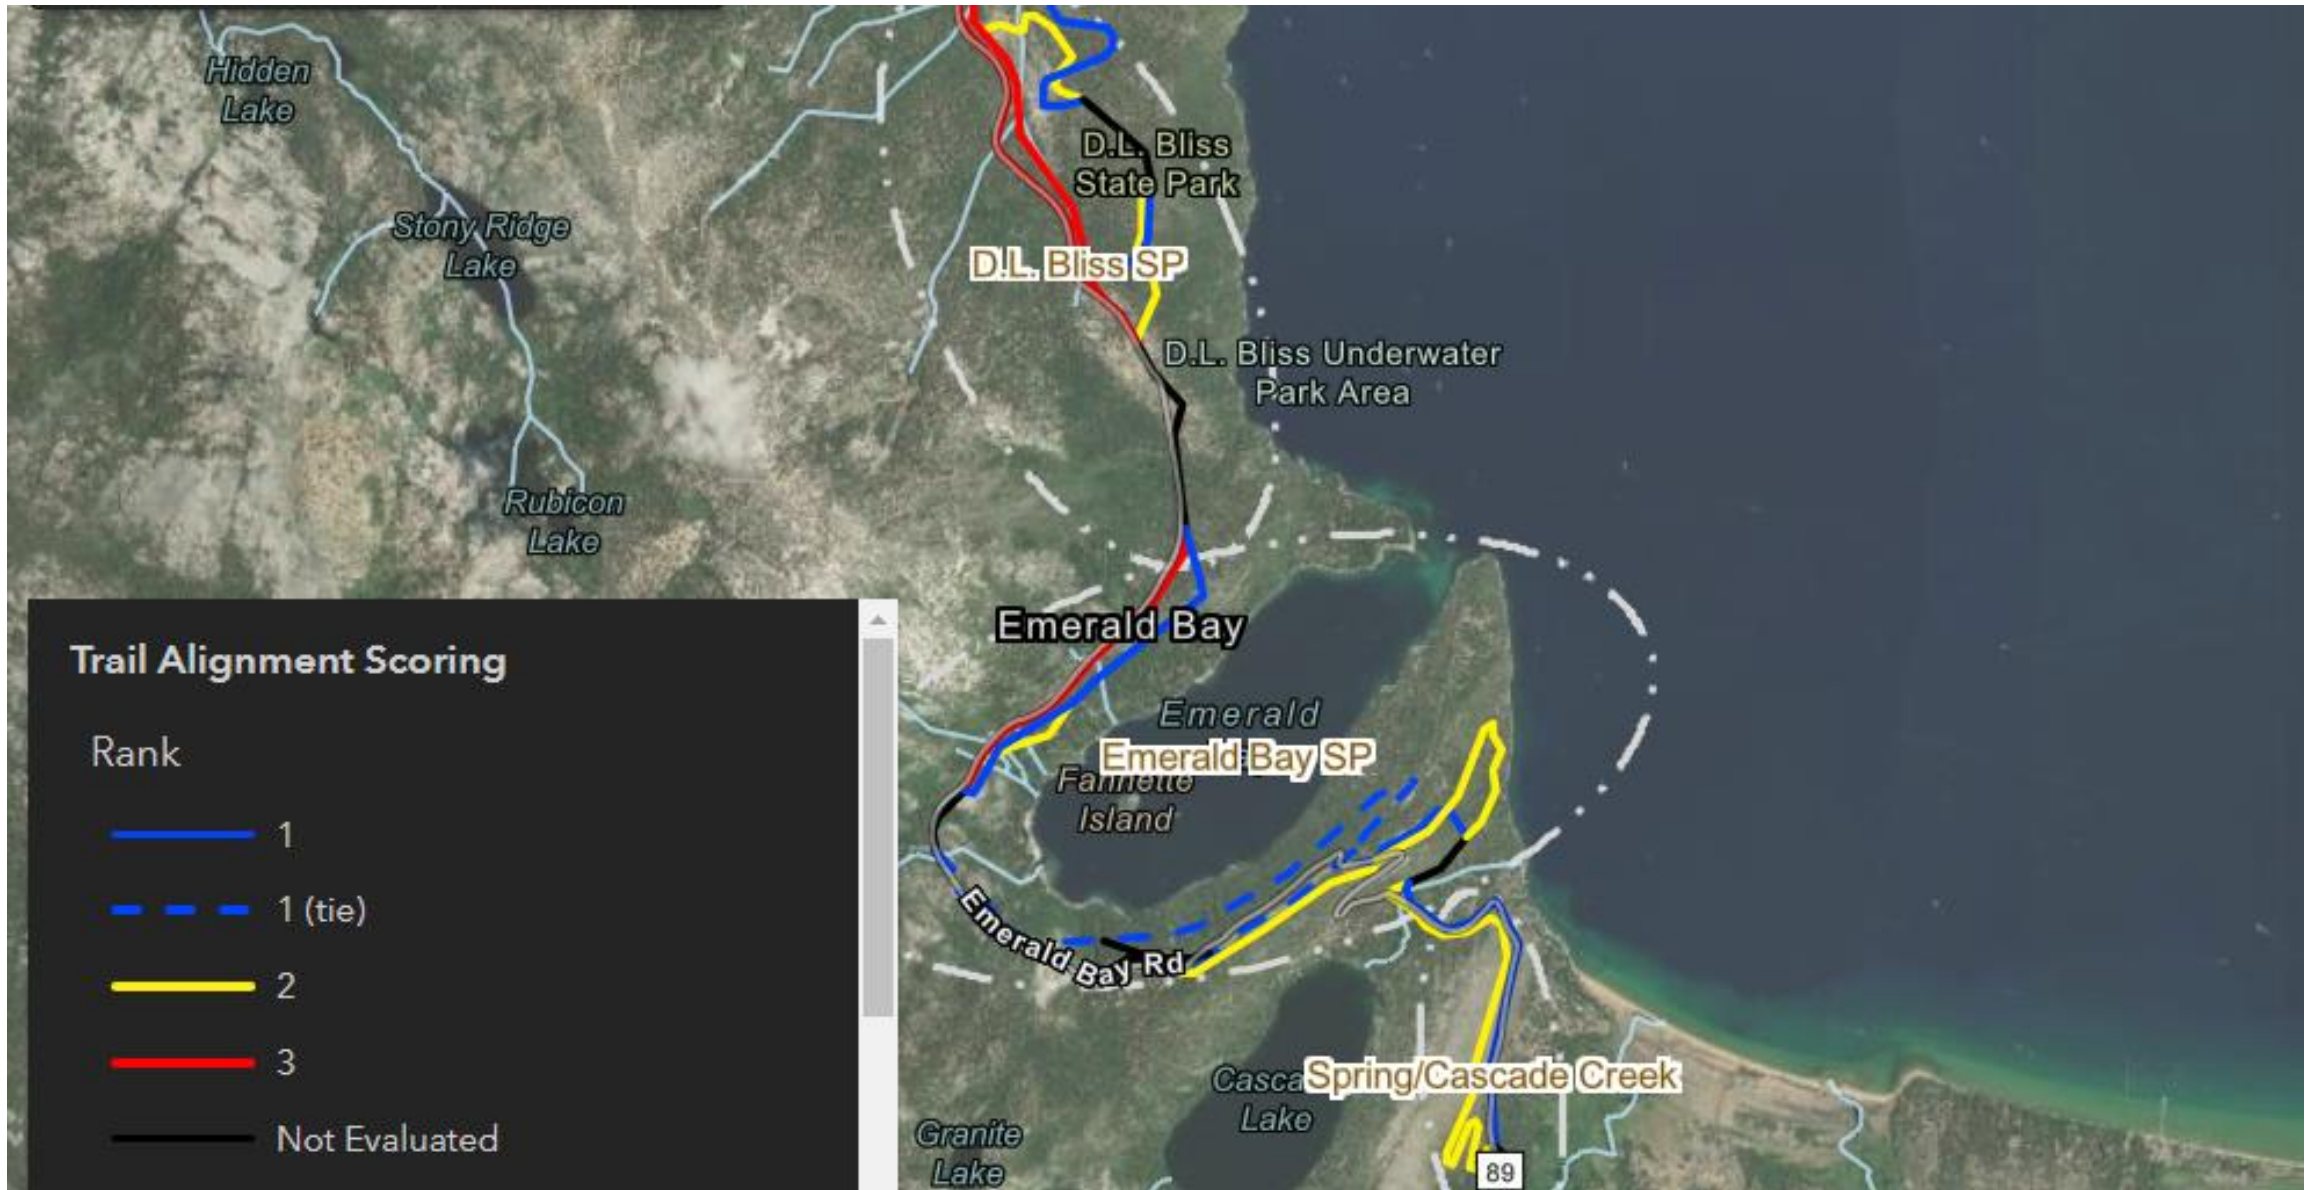 Hidden
Lake
D.L. Bliss
State Park
Stony Ridge
Lake
D.L. Bliss SP
D.L. Bliss Underwater
Park Area
Rubicon
Lake
Emerald Bay
Emerald
Emerald Bay SP
Fannette
Island
Emerald Bay Rd
Spring/Cascade Creek
Lake
Granite
Lake
89
Trail Alignment Scoring
Rank
1
1 (tie)
2
3
Not Evaluated